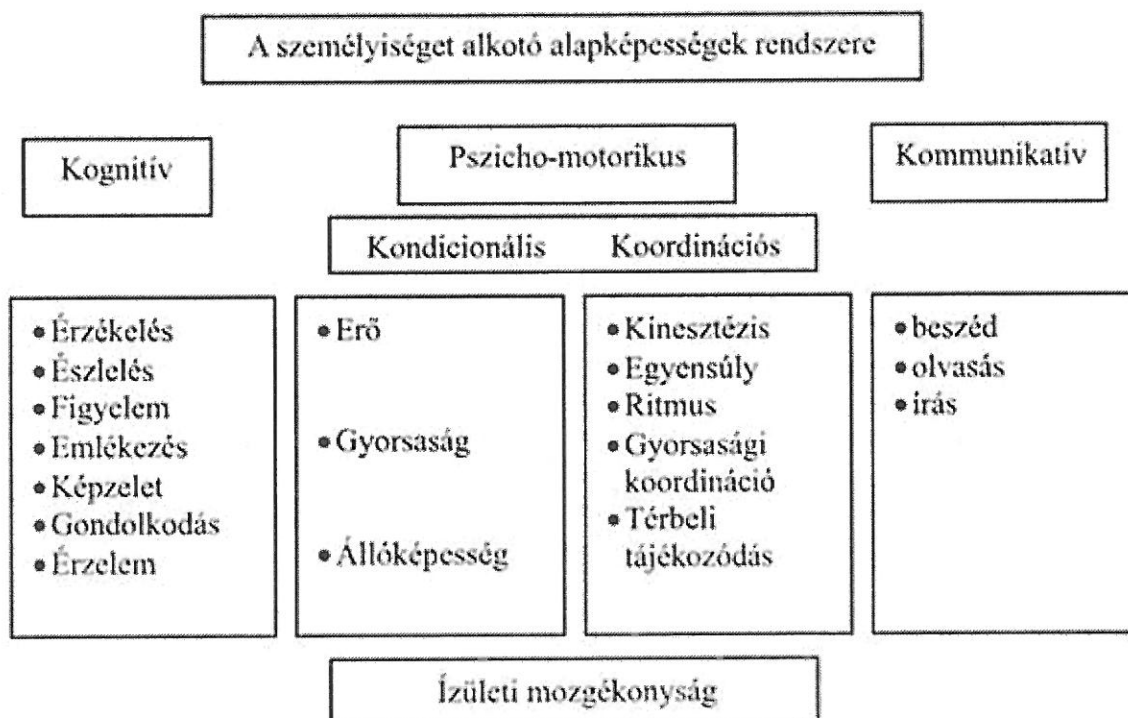 A személyiséget alkotó alapképességek rendszere
Kognitív
Pszicho-motorikus
Kommunikatív
Kondicionális Koordinációs
• Érzékelés
• Észlelés
• Figyelem
• Emlékezés
• Képzelet
• Gondolkodás
• Érzelem
• Erő
• Gyorsaság
• Állóképesség
• Kinesztézis
• Egyensúly
• Ritmus
• Gyorsasági
koordináció
• Térbeli
tájékozódás
• beszéd
• olvasás
• írás
Ízületi mozgékonyság